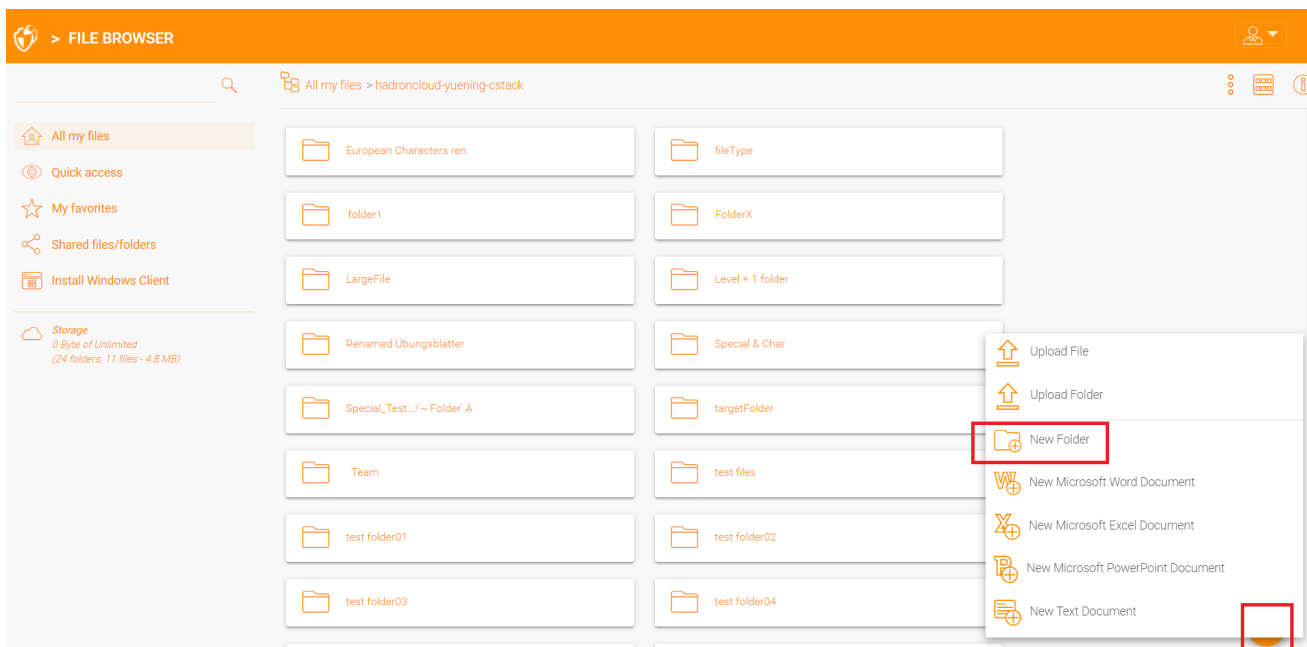 > FILE BROWSER
All my files > hadroncloud-yuening-cstack
All my files
Quick access
My favorites
Shared files/folders
Install Windows Client
Storage
0 Byte of Unlimited
(24 folders, 11 files - 4.8 MB)
European Characters ren
fileType
folder1
FolderX
LargeFile
Level + 1 folder
Renamed Übungsblätter
Special & Char
Special_Test...!`~'Folder' A
targetFolder
Team
test files
test folder01
test folder02
test folder03
test folder04
Upload File
Upload Folder
New Folder
New Microsoft Word Document
New Microsoft Excel Document
New Microsoft PowerPoint Document
New Text Document